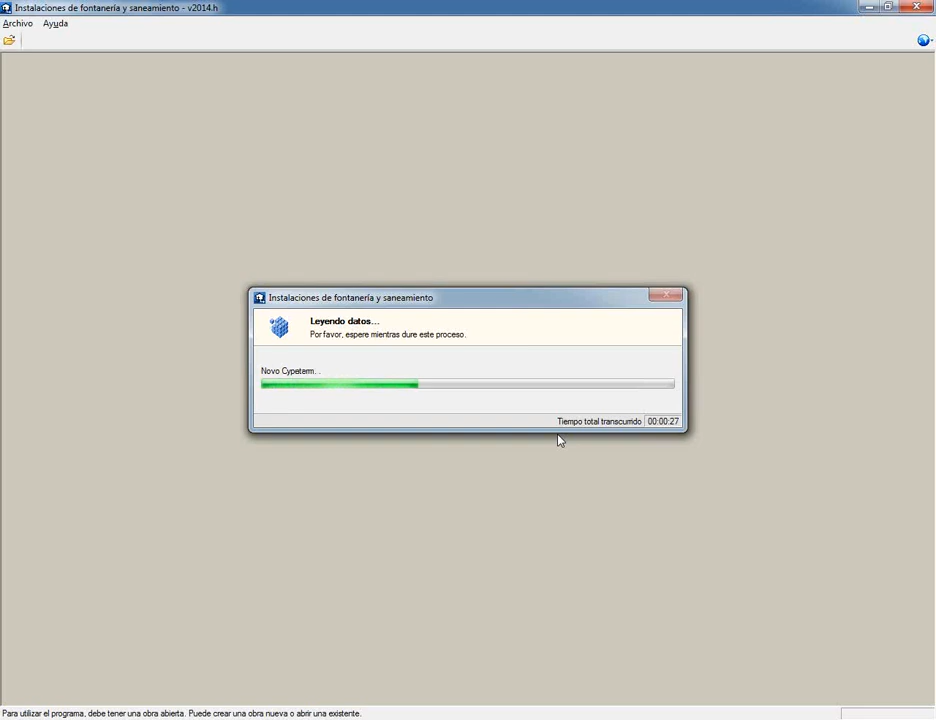 Instalaciones de fontanería y saneamiento - v2014.h
Archivo Ayuda
Instalaciones de fontanería y saneamiento
Leyendo datos...
Por favor, espere mientras dure este proceso.
Novo Cypeterm...
Tiempo total transcurrido 00:00:27
Para utilizar el programa, debe tener una obra abierta. Puede crear una obra nueva o abrir una existente.